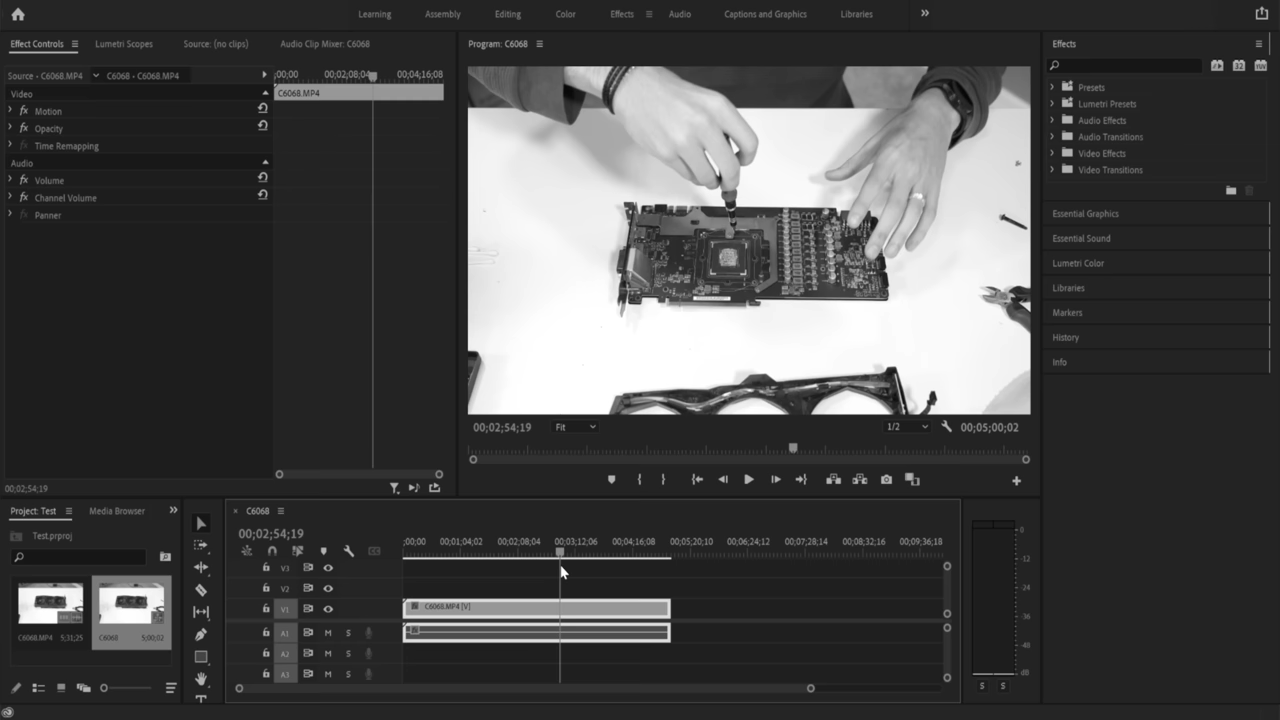 Learning Assembly Editing Color Effects Audio Captions and Graphics Libraries
Effect Controls Lumetri Scopes Source: (no clips) Audio Clip Mixer: C6068
Program: C6068
Effects
Source • C6068.MP4 C6068 • C6068.MP4
;00;00 00;02;08;04 00;04;16;08
Video
C6068.MP4
fx Motion
fx Opacity
Time Remapping
Audio
fx Volume
fx Channel Volume
Panner
00;02;54;19
00;02;54;19 Fit 1/2 00;05;00;02
32 YUV
Presets
Lumetri Presets
Audio Effects
Audio Transitions
Video Effects
Video Transitions
Essential Graphics
Essential Sound
Lumetri Color
Libraries
Markers
History
Info
Project: Test Media Browser
Test.prproj
C6068.MP4 5;31;25
C6068 5;00;02
C6068
00;02;54;19
;00;00 00;01;04;02 00;02;08;04 00;03;12;06 00;04;16;08 00;05;20;10 00;06;24;12 00;07;28;14 00;08;32;16 00;09;36;18
V3
V2
V1 C6068.MP4 [V]
A1 M S
A2 M S
A3 M S
0
-12
-24
-36
-48
dB
S S